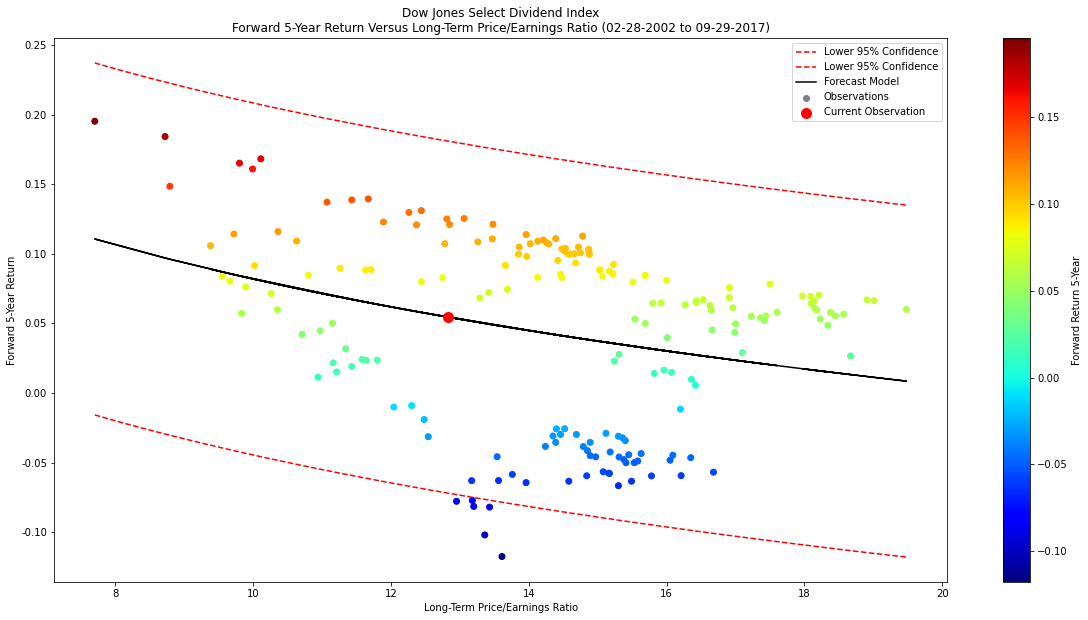 Dow Jones Select Dividend Index
Forward 5-Year Return Versus Long-Term Price/Earnings Ratio (02-28-2002 to 09-29-2017)
Lower 95% Confidence
Lower 95% Confidence
Forecast Model
Observations
Current Observation
0.25
0.20
0.15
0.10
0.05
0.00
-0.05
-0.10
Forward 5-Year Return
8
10
12
14
16
18
20
Long-Term Price/Earnings Ratio
0.15
0.10
0.05
0.00
−0.05
−0.10
Forward Return 5-Year